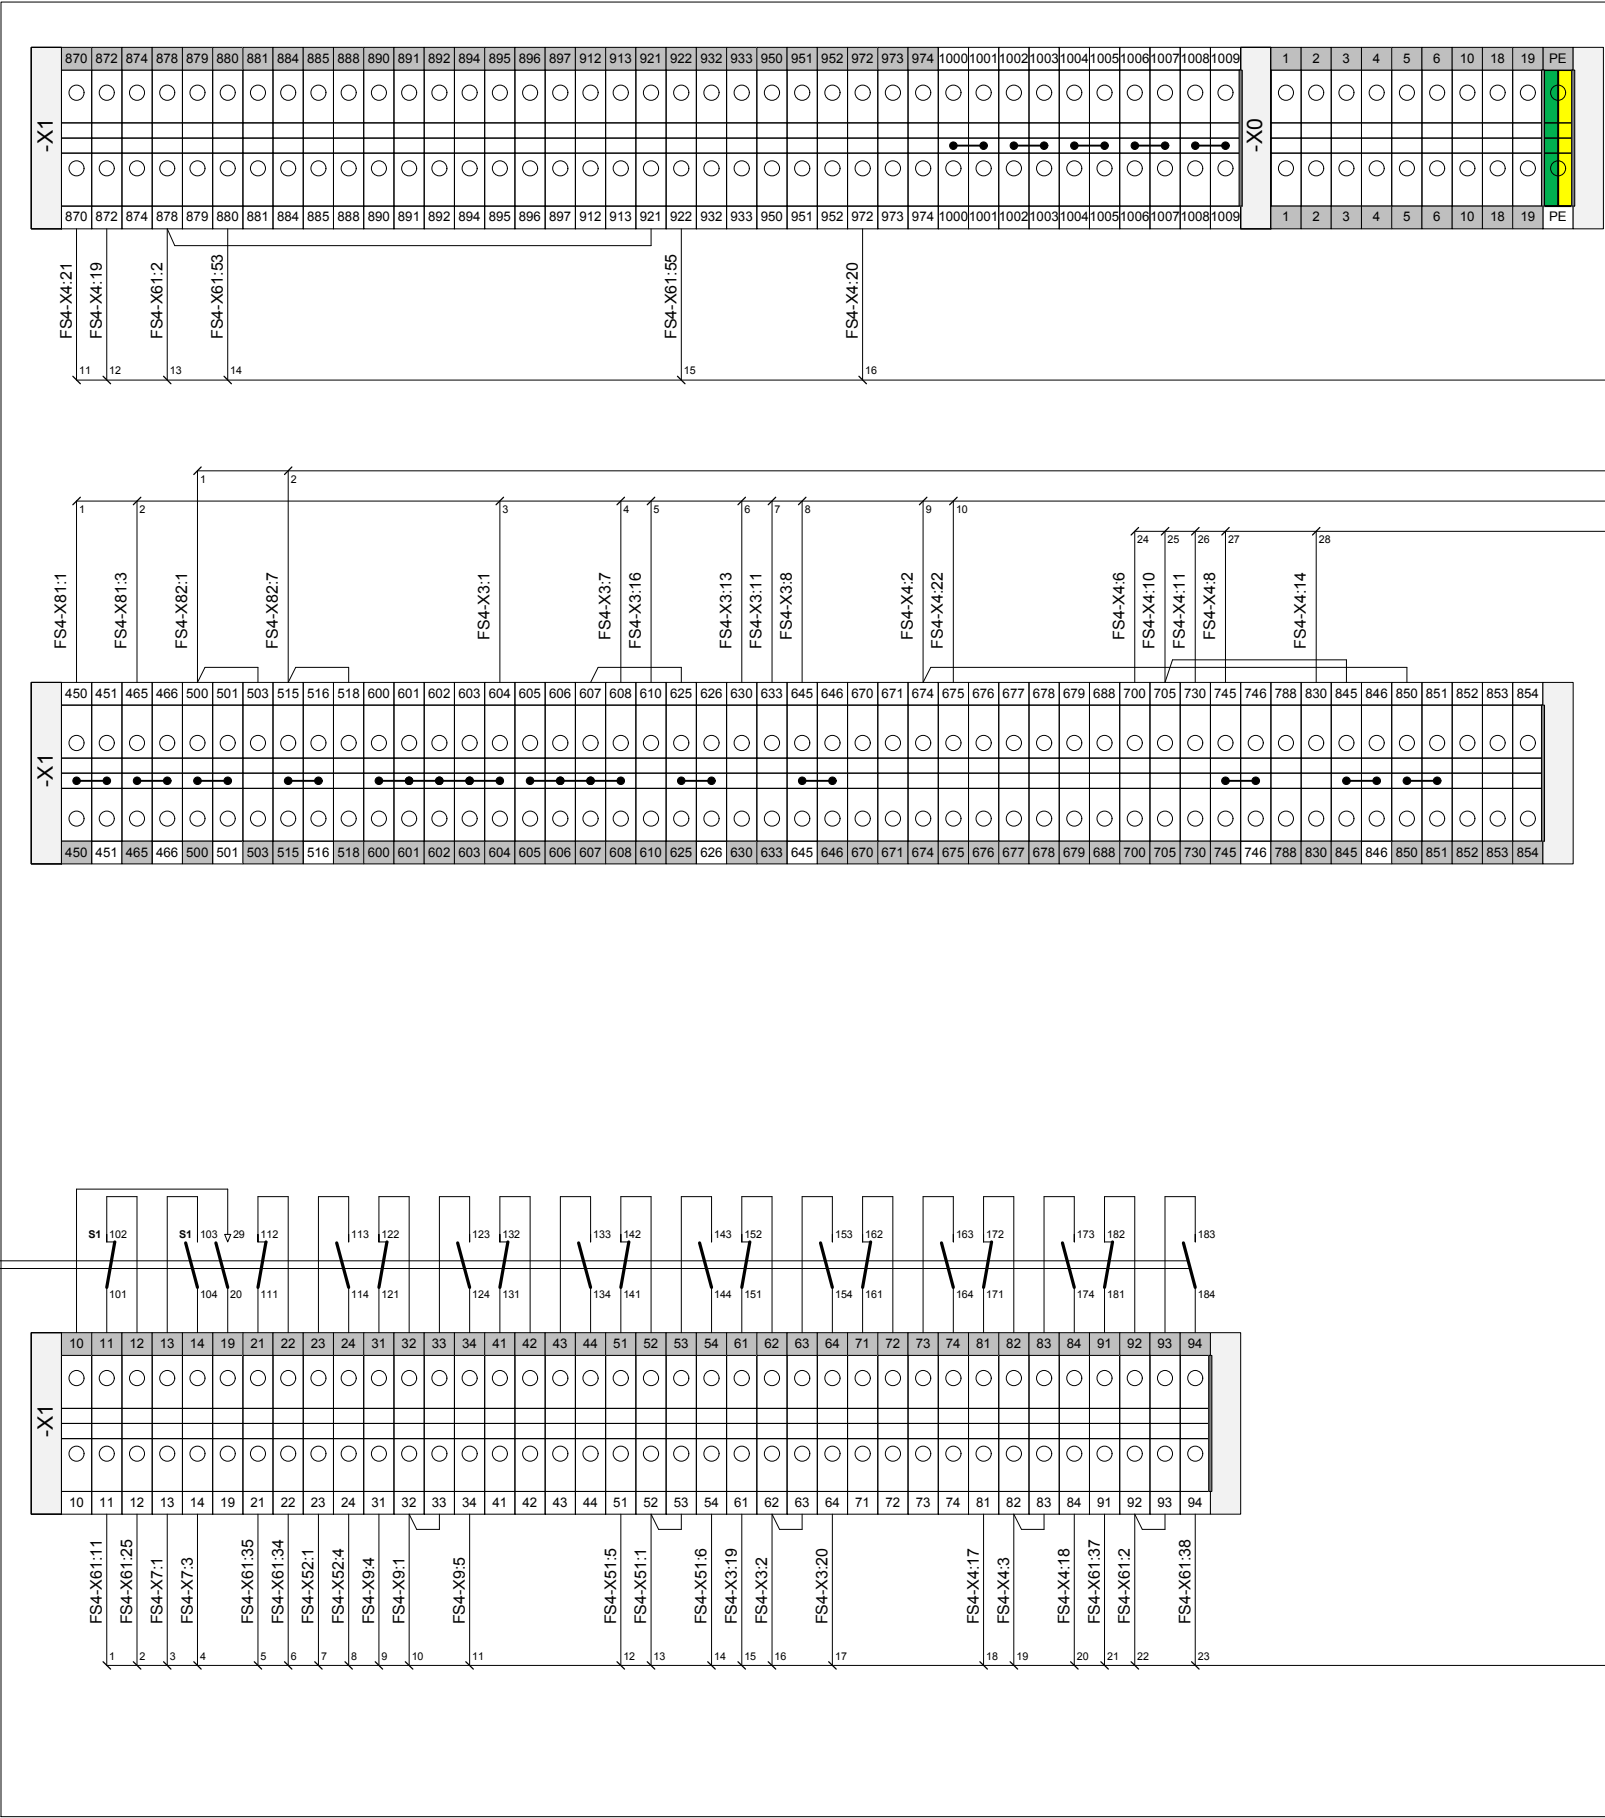 870 872 874 878 879 880 881 884 885 888 890 891 892 894 895 896 897 912 913 921 922 932 933 950 951 952 972 973 974 1000 1001 1002 1003 1004 1005 1006 1007 1008 1009 1 2 3 4 5 6 10 18 19 PE
-X1 -X0
870 872 874 878 879 880 881 884 885 888 890 891 892 894 895 896 897 912 913 921 922 932 933 950 951 952 972 973 974 1000 1001 1002 1003 1004 1005 1006 1007 1008 1009 1 2 3 4 5 6 10 18 19 PE
FS4-X4:21 FS4-X4:19 FS4-X61:2 FS4-X61:53 FS4-X61:55 FS4-X4:20
11 12 13 14 15 16
1 2
1 2 3 4 5 6 7 8 9 10
24 25 26 27 28
FS4-X81:1 FS4-X81:3 FS4-X82:1 FS4-X82:7 FS4-X3:1 FS4-X3:7 FS4-X3:16 FS4-X3:13 FS4-X3:11 FS4-X3:8 FS4-X4:2 FS4-X4:22 FS4-X4:6 FS4-X4:10 FS4-X4:11 FS4-X4:8 FS4-X4:14
450 451 465 466 500 501 503 515 516 518 600 601 602 603 604 605 606 607 608 610 625 626 630 633 645 646 670 671 674 675 676 677 678 679 688 700 705 730 745 746 788 830 845 846 850 851 852 853 854
-X1
450 451 465 466 500 501 503 515 516 518 600 601 602 603 604 605 606 607 608 610 625 626 630 633 645 646 670 671 674 675 676 677 678 679 688 700 705 730 745 746 788 830 845 846 850 851 852 853 854
S1 102 S1 103 29 112 113 122 123 132 133 142 143 152 153 162 163 172 173 182 183
101 104 20 111 114 121 124 131 134 141 144 151 154 161 164 171 174 181 184
10 11 12 13 14 19 21 22 23 24 31 32 33 34 41 42 43 44 51 52 53 54 61 62 63 64 71 72 73 74 81 82 83 84 91 92 93 94
-X1
10 11 12 13 14 19 21 22 23 24 31 32 33 34 41 42 43 44 51 52 53 54 61 62 63 64 71 72 73 74 81 82 83 84 91 92 93 94
FS4-X61:11 FS4-X61:25 FS4-X7:1 FS4-X7:3 FS4-X61:35 FS4-X61:34 FS4-X52:1 FS4-X52:4 FS4-X9:4 FS4-X9:1 FS4-X9:5 FS4-X51:5 FS4-X51:1 FS4-X51:6 FS4-X3:19 FS4-X3:2 FS4-X3:20 FS4-X4:17 FS4-X4:3 FS4-X4:18 FS4-X61:37 FS4-X61:2 FS4-X61:38
1 2 3 4 5 6 7 8 9 10 11 12 13 14 15 16 17 18 19 20 21 22 23